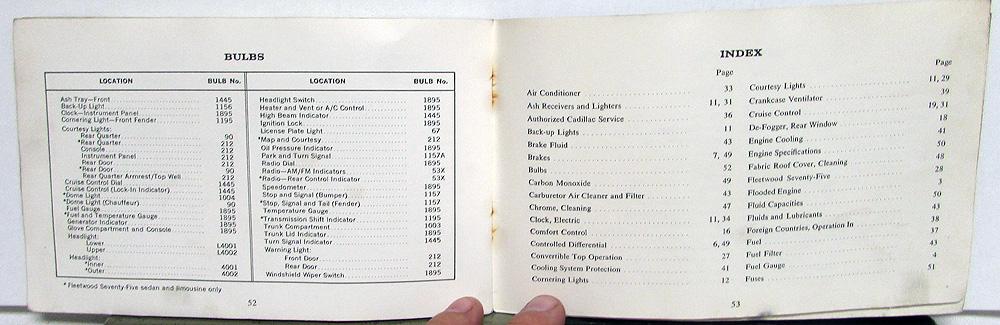 BULBS
LOCATION BULB No.
Ash Tray—Front 1445
Back-Up Light 1156
Clock—Instrument Panel 1895
Cornering Light—Front Fender 1195
Courtesy Lights:
Rear Quarter 90
*Rear Quarter 212
Console 212
Instrument Panel 212
Rear Door 212
*Rear Door 90
Rear Quarter Armrest/Top Well 212
Cruise Control Dial 1445
Cruise Control (Lock-In Indicator) 1445
*Dome Light 1004
*Dome Light (Chauffeur) 90
Fuel Gauge 1895
*Fuel and Temperature Gauge 1895
Generator Indicator 1895
Glove Compartment and Console 1895
Headlight:
Lower L4001
Upper L4002
Headlight:
*Inner 4001
*Outer 4002
LOCATION BULB No.
Headlight Switch 1895
Heater and Vent or A/C Control 1895
High Beam Indicator 1445
Ignition Lock 1895
License Plate Light 67
*Map and Courtesy 212
Oil Pressure Indicator 1895
Park and Turn Signal 1157A
Radio Dial 1895
Radio—AM/FM Indicators 53X
*Radio—Rear Control Indicator 53X
Speedometer 1895
Stop and Signal (Bumper) 1157
*Stop, Signal and Tail (Fender) 1157
Temperature Gauge 1895
*Transmission Shift Indicator 1195
Trunk Compartment 1003
Trunk Lid Indicator 1895
Turn Signal Indicator 1445
Warning Light:
Front Door 212
Rear Door 212
Windshield Wiper Switch 1895
*Fleetwood Seventy-Five sedan and limousine only
52
INDEX
Page
Air Conditioner 33
Ash Receivers and Lighters 11, 31
Authorized Cadillac Service 36
Back-up Lights 11
Brake Fluid 43
Brakes 7, 49
Bulbs 52
Carbon Monoxide 49
Carburetor Air Cleaner and Filter 43
Chrome, Cleaning 47
Clock, Electric 11, 34
Comfort Control 16
Controlled Differential 6, 49
Convertible Top Operation 27
Cooling System Protection 41
Cornering Lights 12
Page
Courtesy Lights 11, 29
Crankcase Ventilator 39
Cruise Control 19, 31
De-Fogger, Rear Window 18
Engine Cooling 41
Engine Specifications 50
Fabric Roof Cover, Cleaning 48
Fleetwood Seventy-Five 28
Flooded Engine 3
Fluid Capacities 50
Fluids and Lubricants 43
Foreign Countries, Operation In 38
Fuel 37
Fuel Filter 43
Fuel Gauge 4
Fuses 51
53